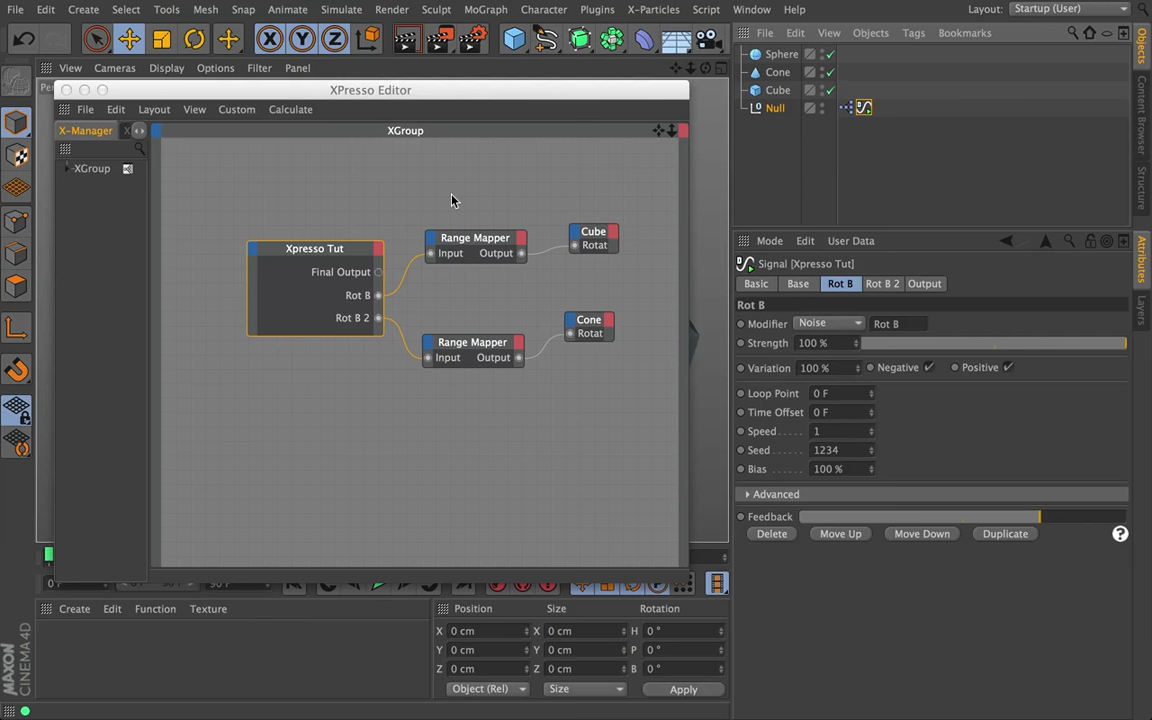 File Edit Create Select Tools Mesh Snap Animate Simulate Render Sculpt MoGraph Character Plugins X-Particles Script Window Help Layout: Startup (User)
File Edit View Objects Tags Bookmarks
Sphere
Cone
Cube
Null
View Cameras Display Options Filter Panel
XPresso Editor
File Edit Layout View Custom Calculate
X-Manager X
XGroup
XGroup
Xpresso Tut
Final Output
Rot B
Rot B 2
Range Mapper
Input Output
Cube
Rotat
Range Mapper
Input Output
Cone
Rotat
Mode Edit User Data
Signal [Xpresso Tut]
Basic Base Rot B Rot B 2 Output
Rot B
Modifier Noise Rot B
Strength 100 %
Variation 100 % Negative Positive
Loop Point 0 F
Time Offset 0 F
Speed..... 1
Seed...... 1234
Bias...... 100 %
Advanced
Feedback
Delete Move Up Move Down Duplicate
Objects
Content Browser
Structure
Attributes
Layers
Create Edit Function Texture
Position Size Rotation
X 0 cm X 0 cm H 0 °
Y 0 cm Y 0 cm P 0 °
Z 0 cm Z 0 cm B 0 °
Object (Rel) Size Apply
MAXON
CINEMA 4D